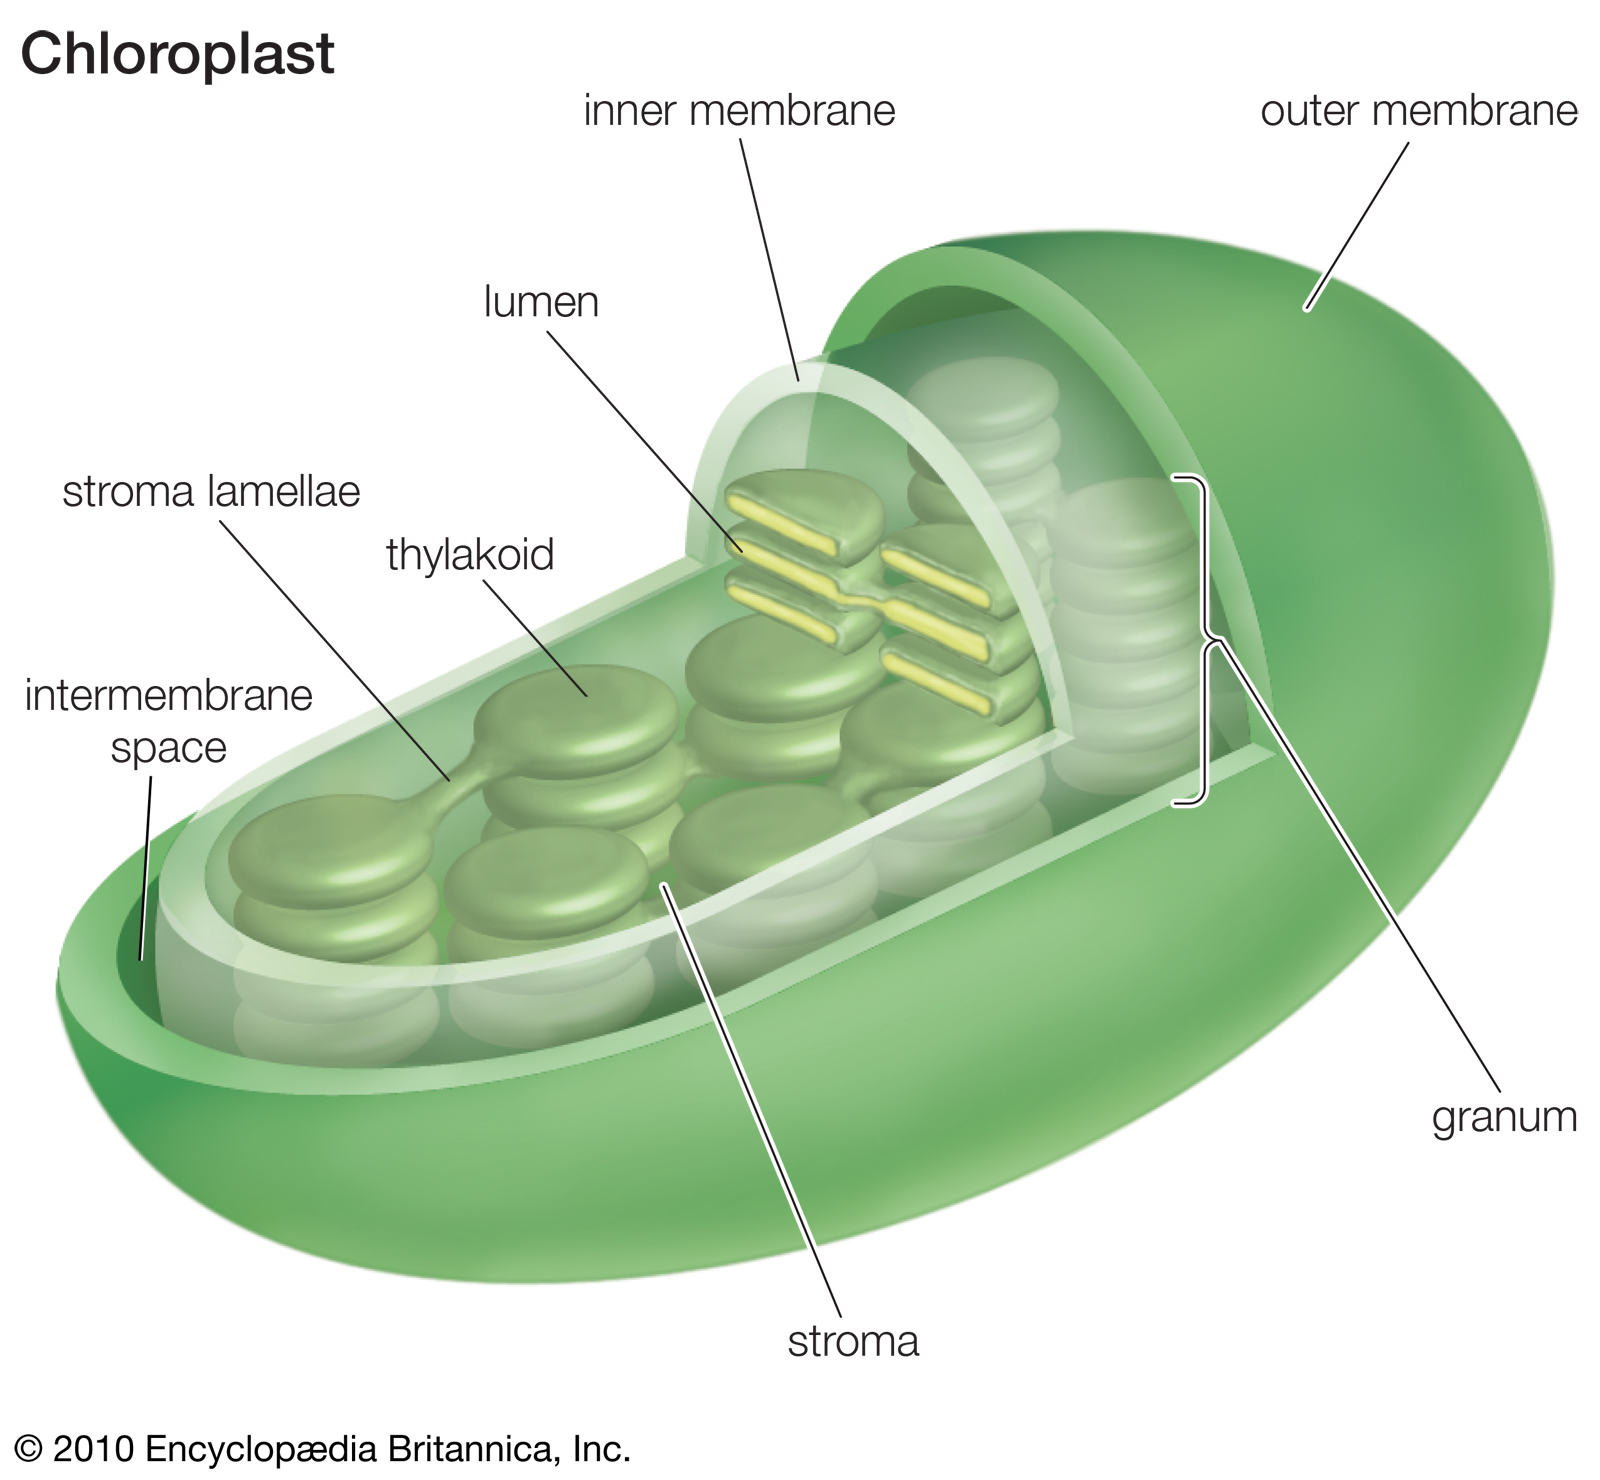 Chloroplast
inner membrane
outer membrane
lumen
stroma lamellae
thylakoid
intermembrane
space
granum
stroma
© 2010 Encyclopædia Britannica, Inc.